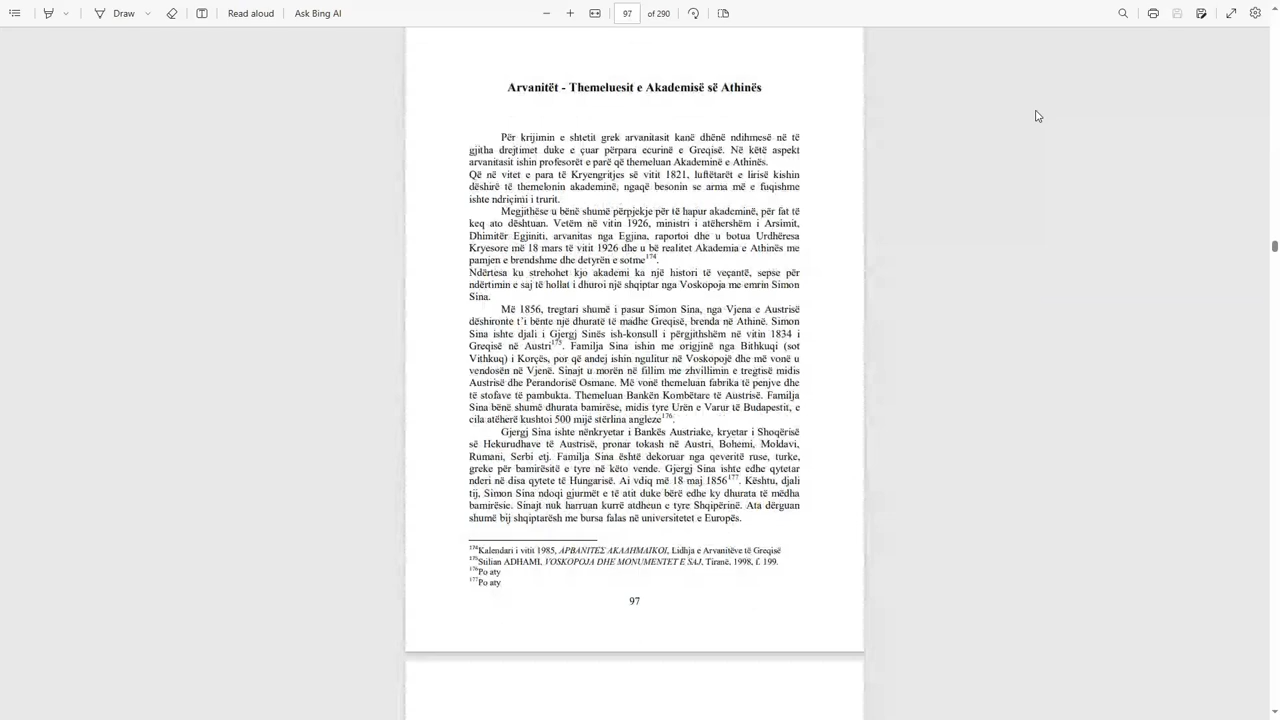 Draw
Read aloud
Ask Bing AI
97
of 290
Arvanitët - Themeluesit e Akademisë së Athinës
Për krijimin e shtetit grek arvanitasit kanë dhënë ndihmesë në të
gjitha drejtimet duke e çuar përpara ecurinë e Greqisë. Në këtë aspekt
arvanitasit ishin profesorët e parë që themeluan Akademinë e Athinës.
Që në vitet e para të Kryengritjes së vitit 1821, luftëtarët e lirisë kishin
dëshirë të themelonin akademinë, ngaqë besonin se arma më e fuqishme
ishte ndriçimi i trurit.
Megjithëse u bënë shumë përpjekje për të hapur akademinë, për fat të
keq ato dështuan. Vetëm në vitin 1926, ministri i atëhershëm i Arsimit,
Dhimitër Egjiniti, arvanitas nga Egjina, raportoi dhe u botua Urdhëresa
Kryesore më 18 mars të vitit 1926 dhe u bë realitet Akademia e Athinës me
pamjen e brendshme dhe detyrën e sotme174.
Ndërtesa ku strehohet kjo akademi ka një histori të veçantë, sepse për
ndërtimin e saj të hollat i dhuroi një shqiptar nga Voskopoja me emrin Simon
Sina.
Më 1856, tregtari shumë i pasur Simon Sina, nga Vjena e Austrisë
dëshironte t'i bënte një dhuratë të madhe Greqisë, brenda në Athinë. Simon
Sina ishte djali i Gjergj Sinës ish-konsull i përgjithshëm në vitin 1834 i
Greqisë në Austri175. Familja Sina ishin me origjinë nga Bithkuqi (sot
Vithkuq) i Korçës, por që andej ishin ngulitur në Voskopojë dhe më vonë u
vendosën në Vjenë. Sinajt u morën në fillim me zhvillimin e tregtisë midis
Austrisë dhe Perandorisë Osmane. Më vonë themeluan fabrika të penjve dhe
të stofave të pambukta. Themeluan Bankën Kombëtare të Austrisë. Familja
Sina bënë shumë dhurata bamirëse, midis tyre Urën e Varur të Budapestit, e
cila atëherë kushtoi 500 mijë stërlina angleze176.
Gjergj Sina ishte nënkryetar i Bankës Austriake, kryetar i Shoqërisë
së Hekurudhave të Austrisë, pronar tokash në Austri, Bohemi, Moldavi,
Rumani, Serbi etj. Familja Sina është dekoruar nga qeveritë ruse, turke,
greke për bamirësitë e tyre në këto vende. Gjergj Sina ishte edhe qytetar
nderi në disa qytete të Hungarisë. Ai vdiq më 18 maj 1856177. Kështu, djali
tij, Simon Sina ndoqi gjurmët e të atit duke bërë edhe ky dhurata të mëdha
bamirësie. Sinajt nuk harruan kurrë atdheun e tyre Shqipërinë. Ata dërguan
shumë bij shqiptarësh me bursa falas në universitetet e Europës.
174Kalendari i vitit 1985, ΑΡΒΑΝΙΤΕΣ ΑΚΑΔΗΜΑΪΚΟΙ, Lidhja e Arvanitëve të Greqisë
175Stilian ADHAMI, VOSKOPOJA DHE MONUMENTET E SAJ, Tiranë, 1998, f. 199.
176Po aty
177Po aty
97